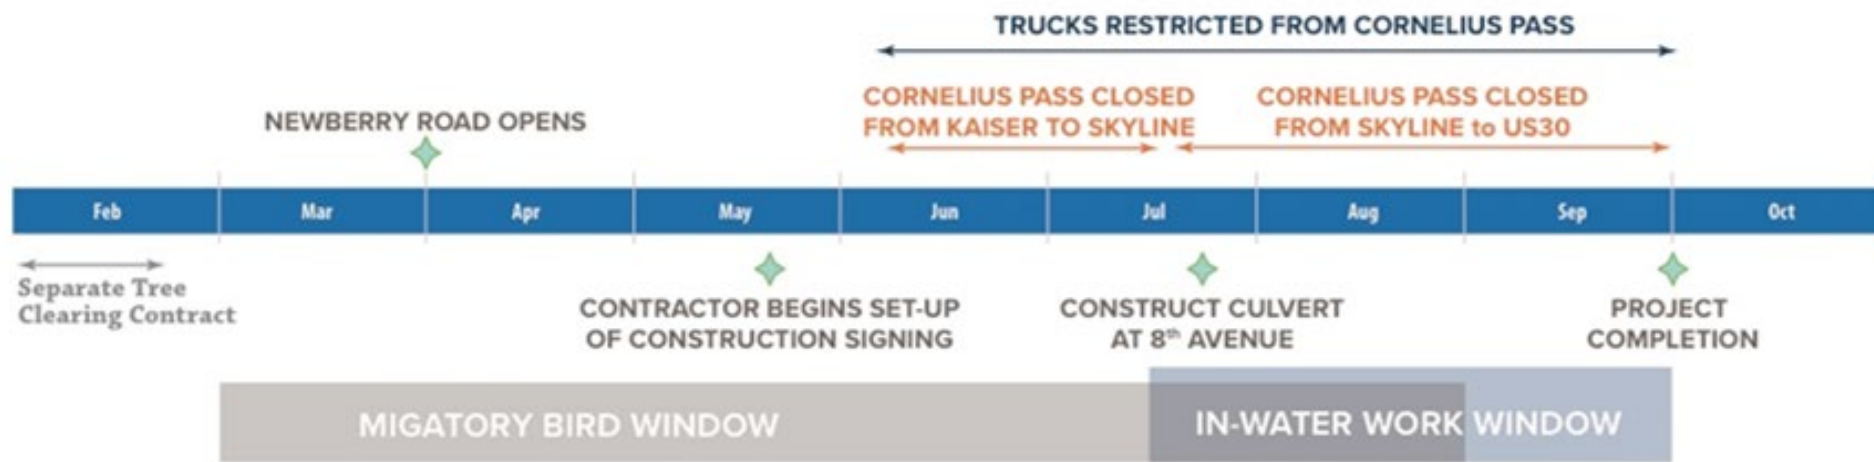 TRUCKS RESTRICTED FROM CORNELIUS PASS
CORNELIUS PASS CLOSED
FROM KAISER TO SKYLINE
CORNELIUS PASS CLOSED
FROM SKYLINE to US30
NEWBERRY ROAD OPENS
Feb
Mar
Apr
May
Jun
Jul
Aug
Sep
Oct
Separate Tree
Clearing Contract
CONTRACTOR BEGINS SET-UP
OF CONSTRUCTION SIGNING
CONSTRUCT CULVERT
AT 8th AVENUE
PROJECT
COMPLETION
MIGATORY BIRD WINDOW
IN-WATER WORK WINDOW